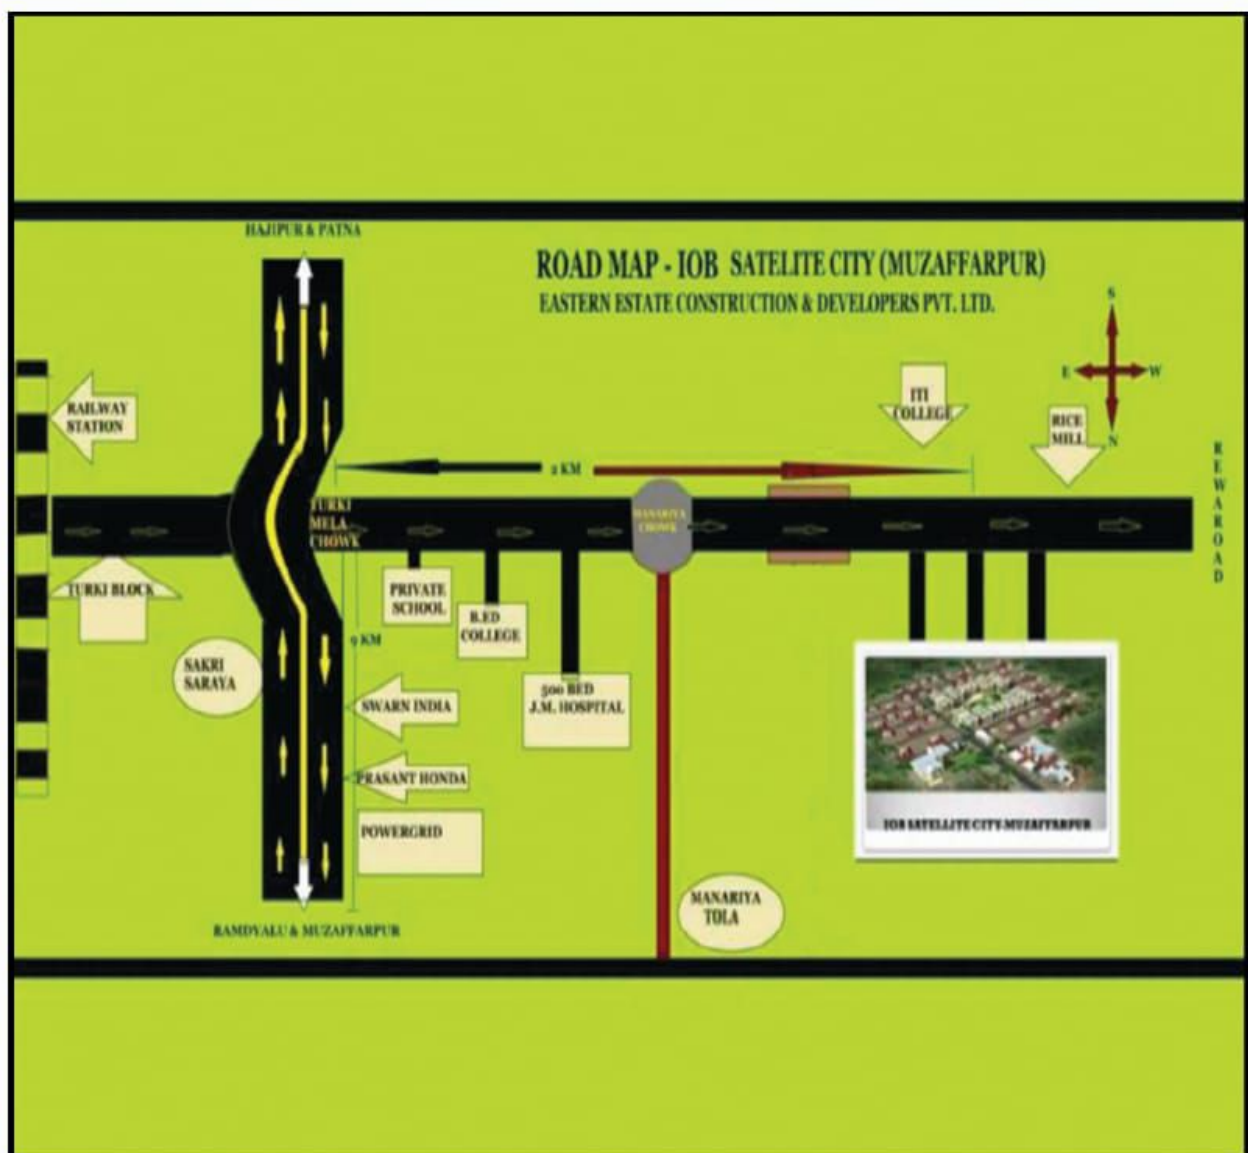 HAJIPUR & PATNA
ROAD MAP - IOB SATELITE CITY (MUZAFFARPUR)
EASTERN ESTATE CONSTRUCTION & DEVELOPERS PVT. LTD.
S
E W
N
RAILWAY
STATION
ITI
COLLEGE
RICE
MILL
REWAROAD
2 KM
TURKI
MELA
CHOWK
MANARIYA
CHOWK
TURKI BLOCK
PRIVATE
SCHOOL
B.ED
COLLEGE
9 KM
SAKRI
SARAYA
500 BED
J.M. HOSPITAL
SWARN INDIA
PRASANT HONDA
POWERGRID
IOB SATELLITE CITY-MUZAFFARPUR
MANARIYA
TOLA
RAMDYALU & MUZAFFARPUR